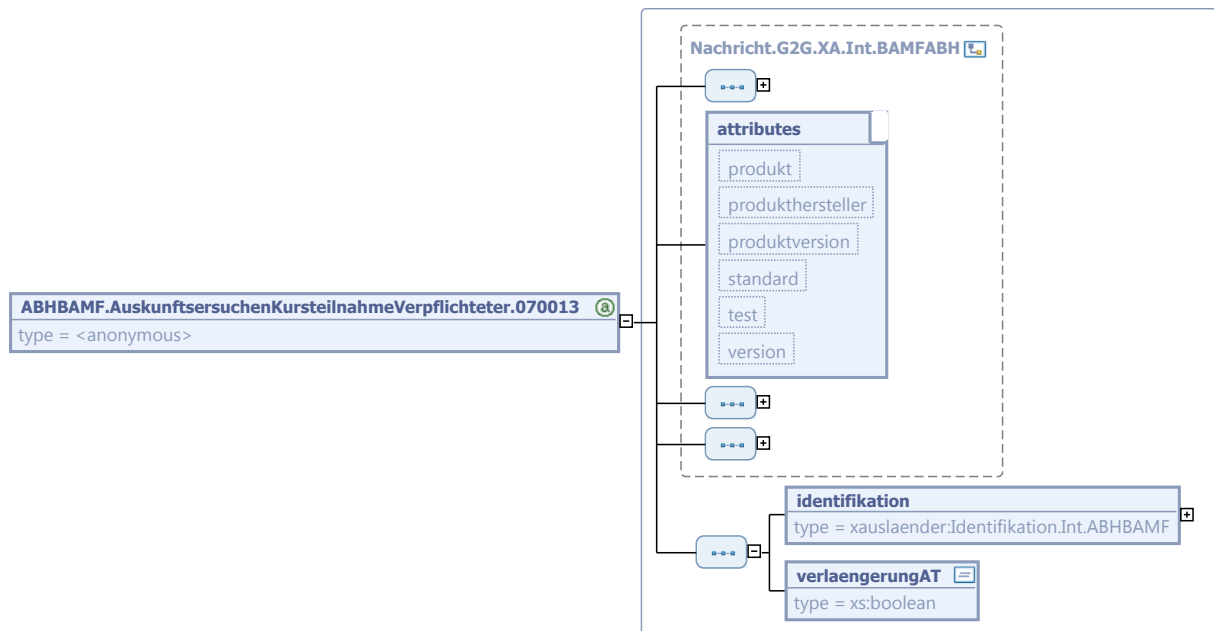 Nachricht.G2G.XA.Int.BAMFABH
attributes
produkt
produkthersteller
produktversion
standard
test
version
ABHBAMF.AuskunftsersuchenKursteilnahmeVerpflichteter.070013
type = <anonymous>
identifikation
type = xauslaender:Identifikation.Int.ABHBAMF
verlaengerungAT
type = xs:boolean